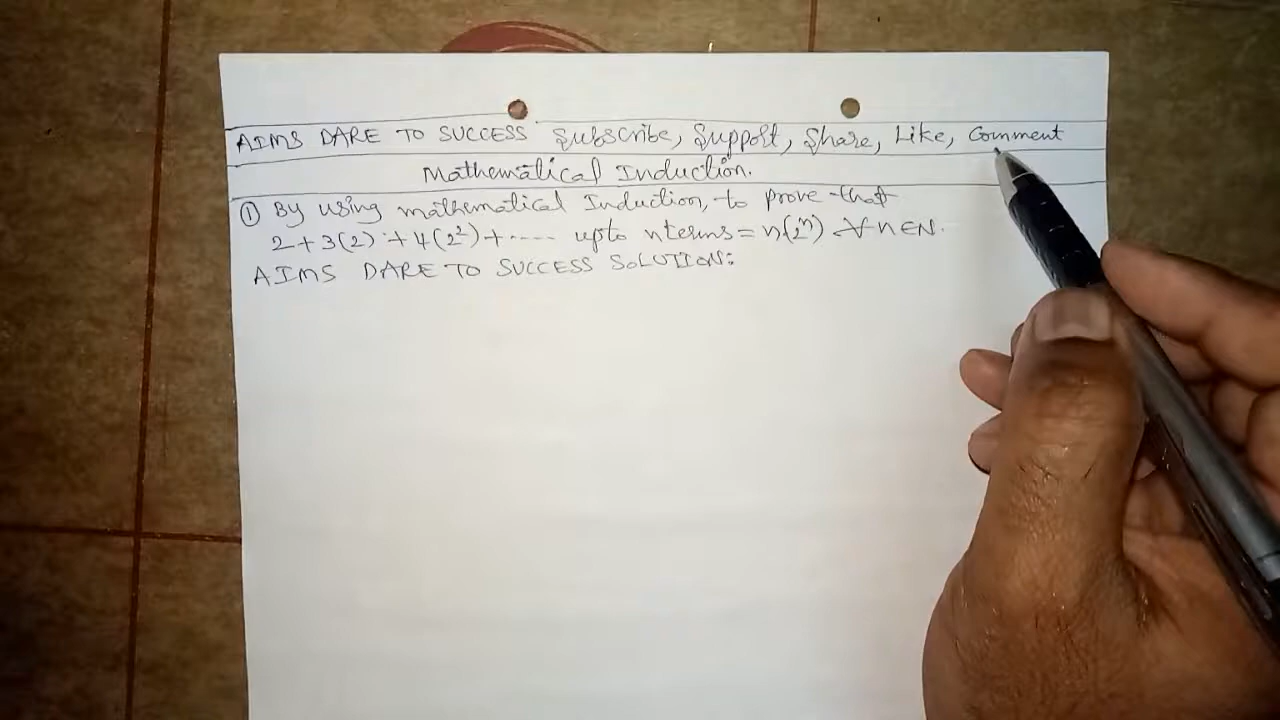 AIMS DARE TO SUCCESS Subscribe, Support, Share, Like, Comment
Mathematical Induction.
① By using mathematical Induction, to prove that
2+3(2)+4(2²)+..... upto n terms = n(2ⁿ) ∀ n∈N.
AIMS DARE TO SUCCESS SOLUTION: